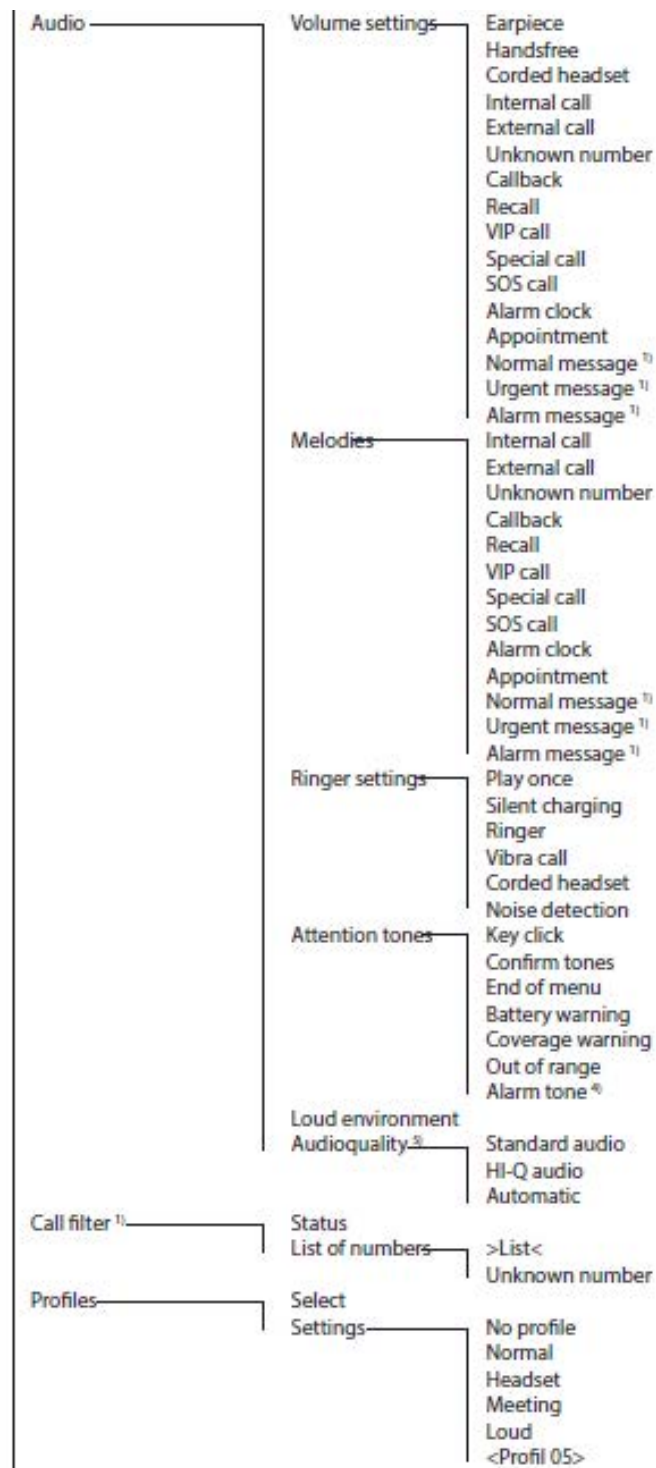 Audio Volume settings Earpiece
Handsfree
Corded headset
Internal call
External call
Unknown number
Callback
Recall
VIP call
Special call
SOS call
Alarm clock
Appointment
Normal message 1)
Urgent message 1)
Alarm message 1)
Melodies Internal call
External call
Unknown number
Callback
Recall
VIP call
Special call
SOS call
Alarm clock
Appointment
Normal message 1)
Urgent message 1)
Alarm message 1)
Ringer settings Play once
Silent charging
Ringer
Vibra call
Corded headset
Noise detection
Attention tones Key click
Confirm tones
End of menu
Battery warning
Coverage warning
Out of range
Alarm tone 4)
Loud environment
Audioquality Standard audio
HI-Q audio
Automatic
Call filter 1) Status
List of numbers >List<
Unknown number
Profiles Select
Settings No profile
Normal
Headset
Meeting
Loud
<Profil 05>